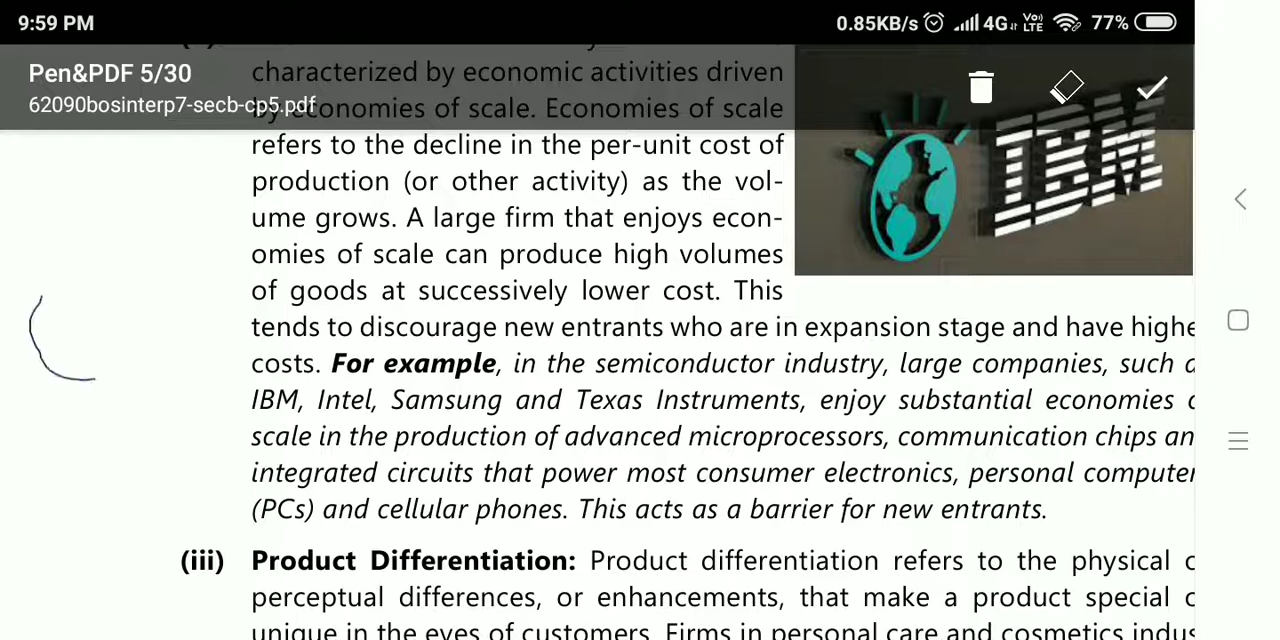 9:59 PM
0.85KB/s
4G
Vo)
LTE
77%
Pen&PDF 5/30
62090bosinterp7-secb-cp5.pdf
characterized by economic activities driven
by economies of scale. Economies of scale
refers to the decline in the per-unit cost of
production (or other activity) as the vol-
ume grows. A large firm that enjoys econ-
omies of scale can produce high volumes
of goods at successively lower cost. This
tends to discourage new entrants who are in expansion stage and have highe
costs. For example, in the semiconductor industry, large companies, such a
IBM, Intel, Samsung and Texas Instruments, enjoy substantial economies o
scale in the production of advanced microprocessors, communication chips an
integrated circuits that power most consumer electronics, personal computer
(PCs) and cellular phones. This acts as a barrier for new entrants.
(iii) Product Differentiation: Product differentiation refers to the physical o
perceptual differences, or enhancements, that make a product special o
unique in the eyes of customers. Firms in personal care and cosmetics indus
IBM